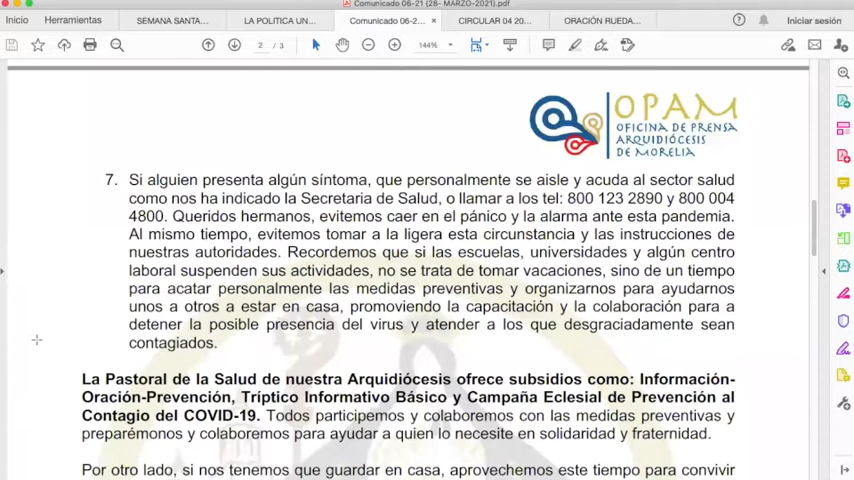 Comunicado 06-21 (28- MARZO-2021).pdf
Inicio Herramientas SEMANA SANTA... LA POLITICA UN... Comunicado 06-2... × CIRCULAR 04 20... ORACIÓN RUEDA... Iniciar sesión
2 / 3 144%
OPAM
OFICINA DE PRENSA
ARQUIDIÓCESIS
DE MORELIA
7. Si alguien presenta algún síntoma, que personalmente se aisle y acuda al sector salud
como nos ha indicado la Secretaria de Salud, o llamar a los tel: 800 123 2890 y 800 004
4800. Queridos hermanos, evitemos caer en el pánico y la alarma ante esta pandemia.
Al mismo tiempo, evitemos tomar a la ligera esta circunstancia y las instrucciones de
nuestras autoridades. Recordemos que si las escuelas, universidades y algún centro
laboral suspenden sus actividades, no se trata de tomar vacaciones, sino de un tiempo
para acatar personalmente las medidas preventivas y organizarnos para ayudarnos
unos a otros a estar en casa, promoviendo la capacitación y la colaboración para a
detener la posible presencia del virus y atender a los que desgraciadamente sean
contagiados.
La Pastoral de la Salud de nuestra Arquidiócesis ofrece subsidios como: Información-
Oración-Prevención, Tríptico Informativo Básico y Campaña Eclesial de Prevención al
Contagio del COVID-19. Todos participemos y colaboremos con las medidas preventivas y
preparémonos y colaboremos para ayudar a quien lo necesite en solidaridad y fraternidad.
Por otro lado, si nos tenemos que guardar en casa, aprovechemos este tiempo para convivir